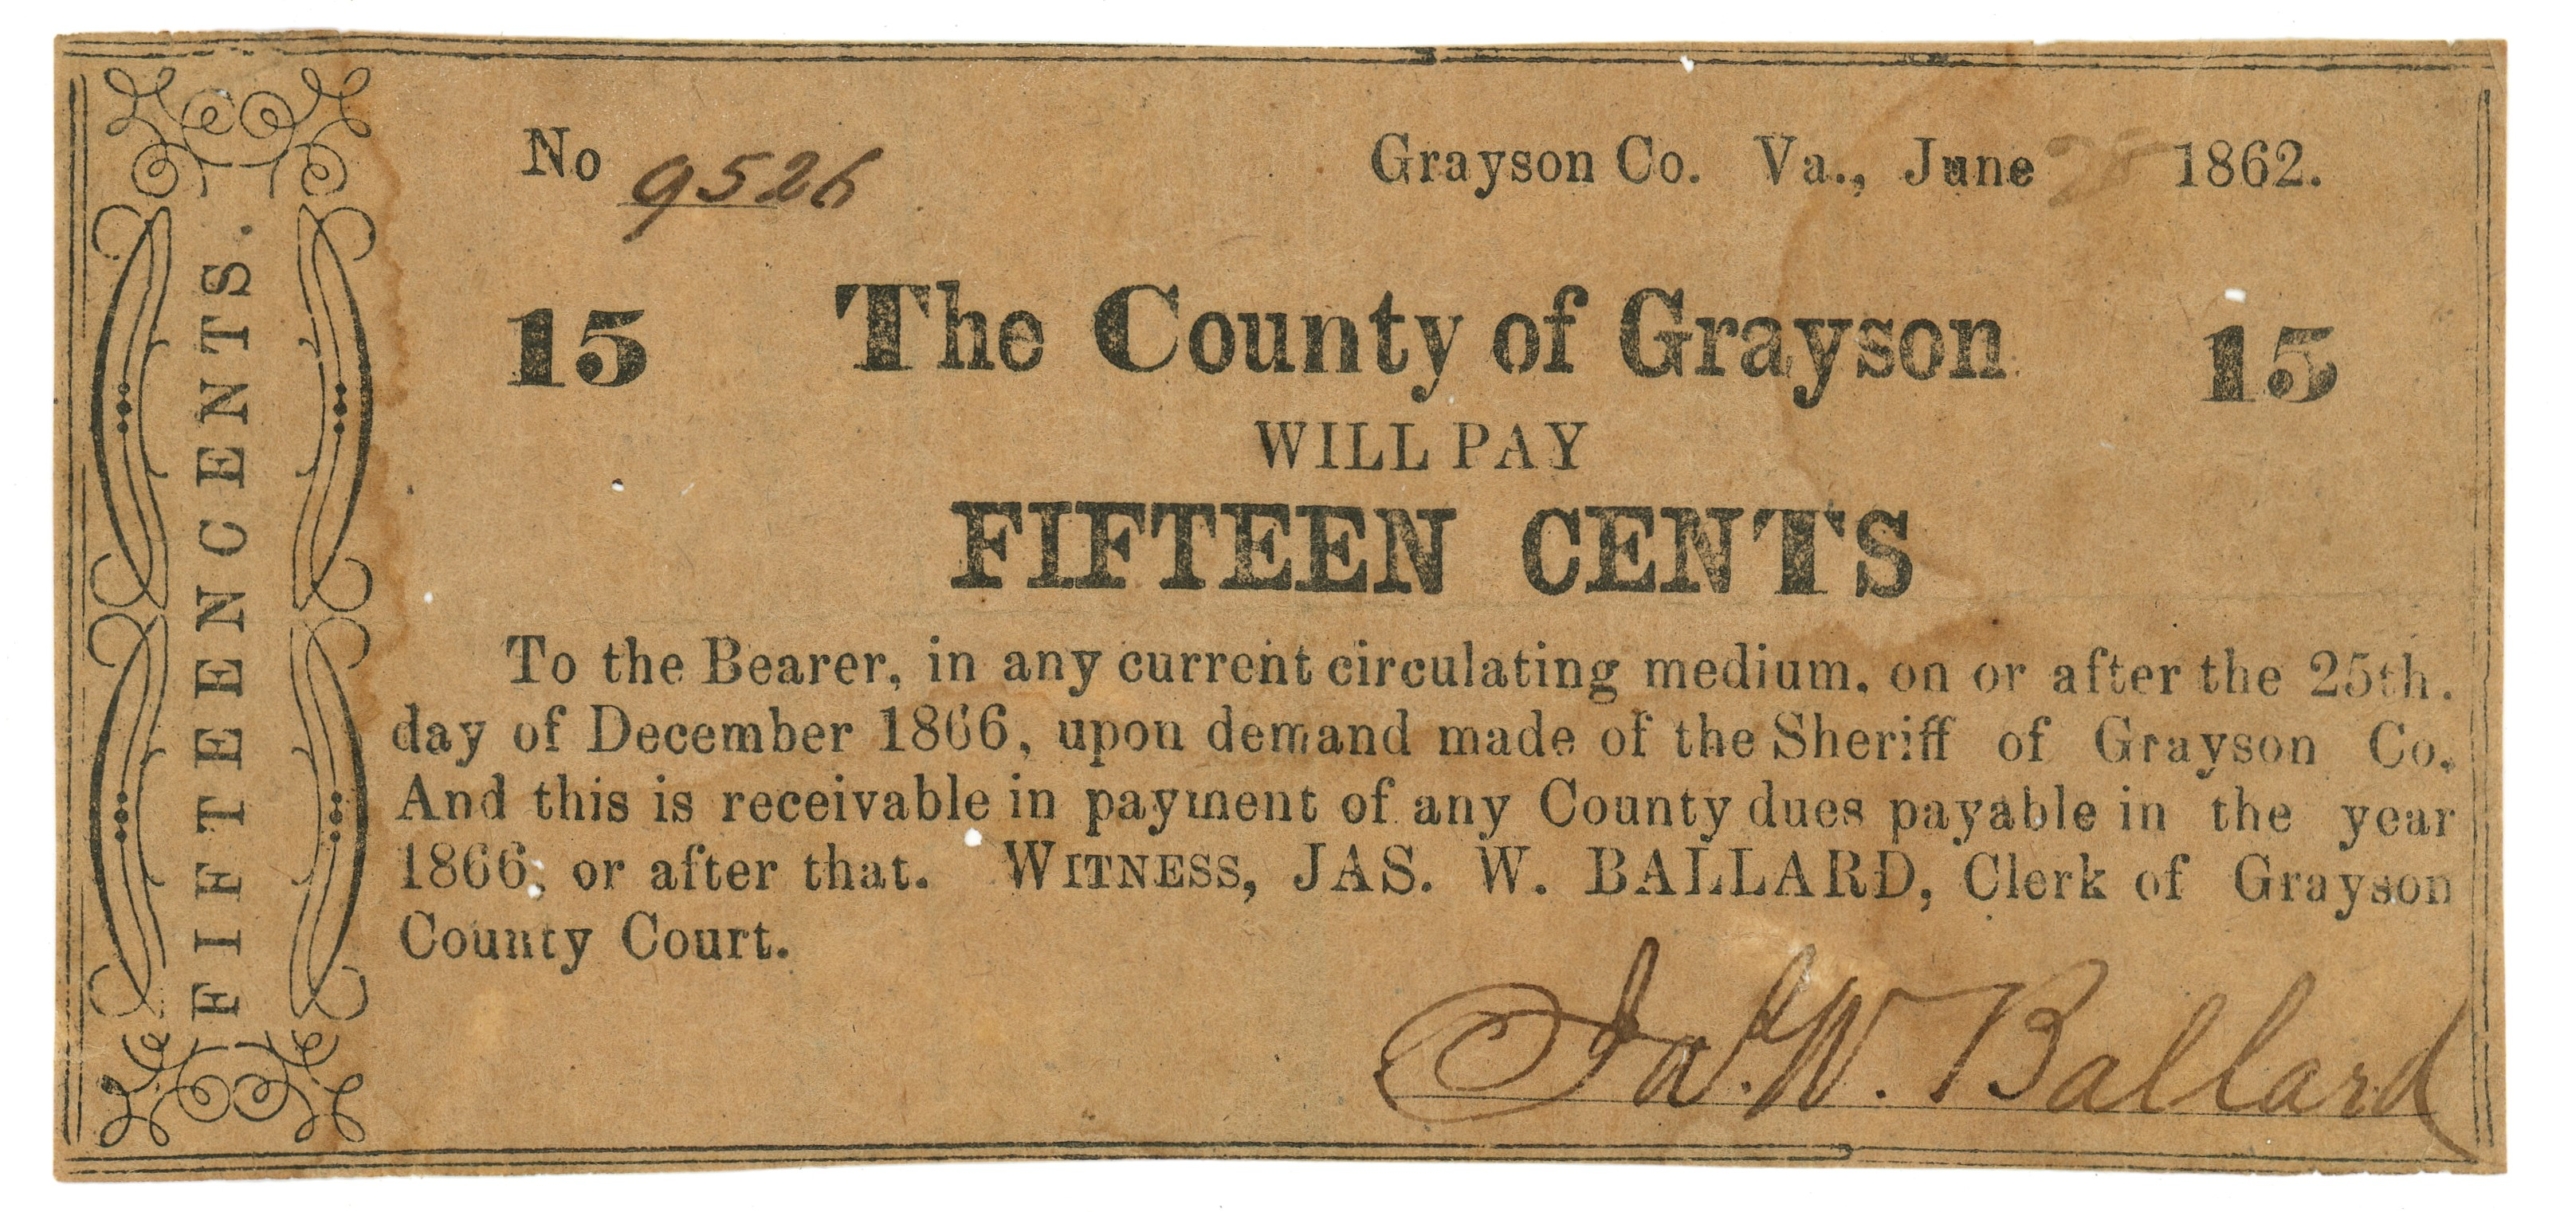 FIFTEEN CENTS.
No 9526 Grayson Co. Va., June 28 1862.
15 The County of Grayson 15
WILL PAY
FIFTEEN CENTS
To the Bearer, in any current circulating medium, on or after the 25th.
day of December 1866, upon demand made of the Sheriff of Grayson Co.
And this is receivable in payment of any County dues payable in the year
1866, or after that. WITNESS, JAS. W. BALLARD, Clerk of Grayson
County Court.
Jas. W. Ballard